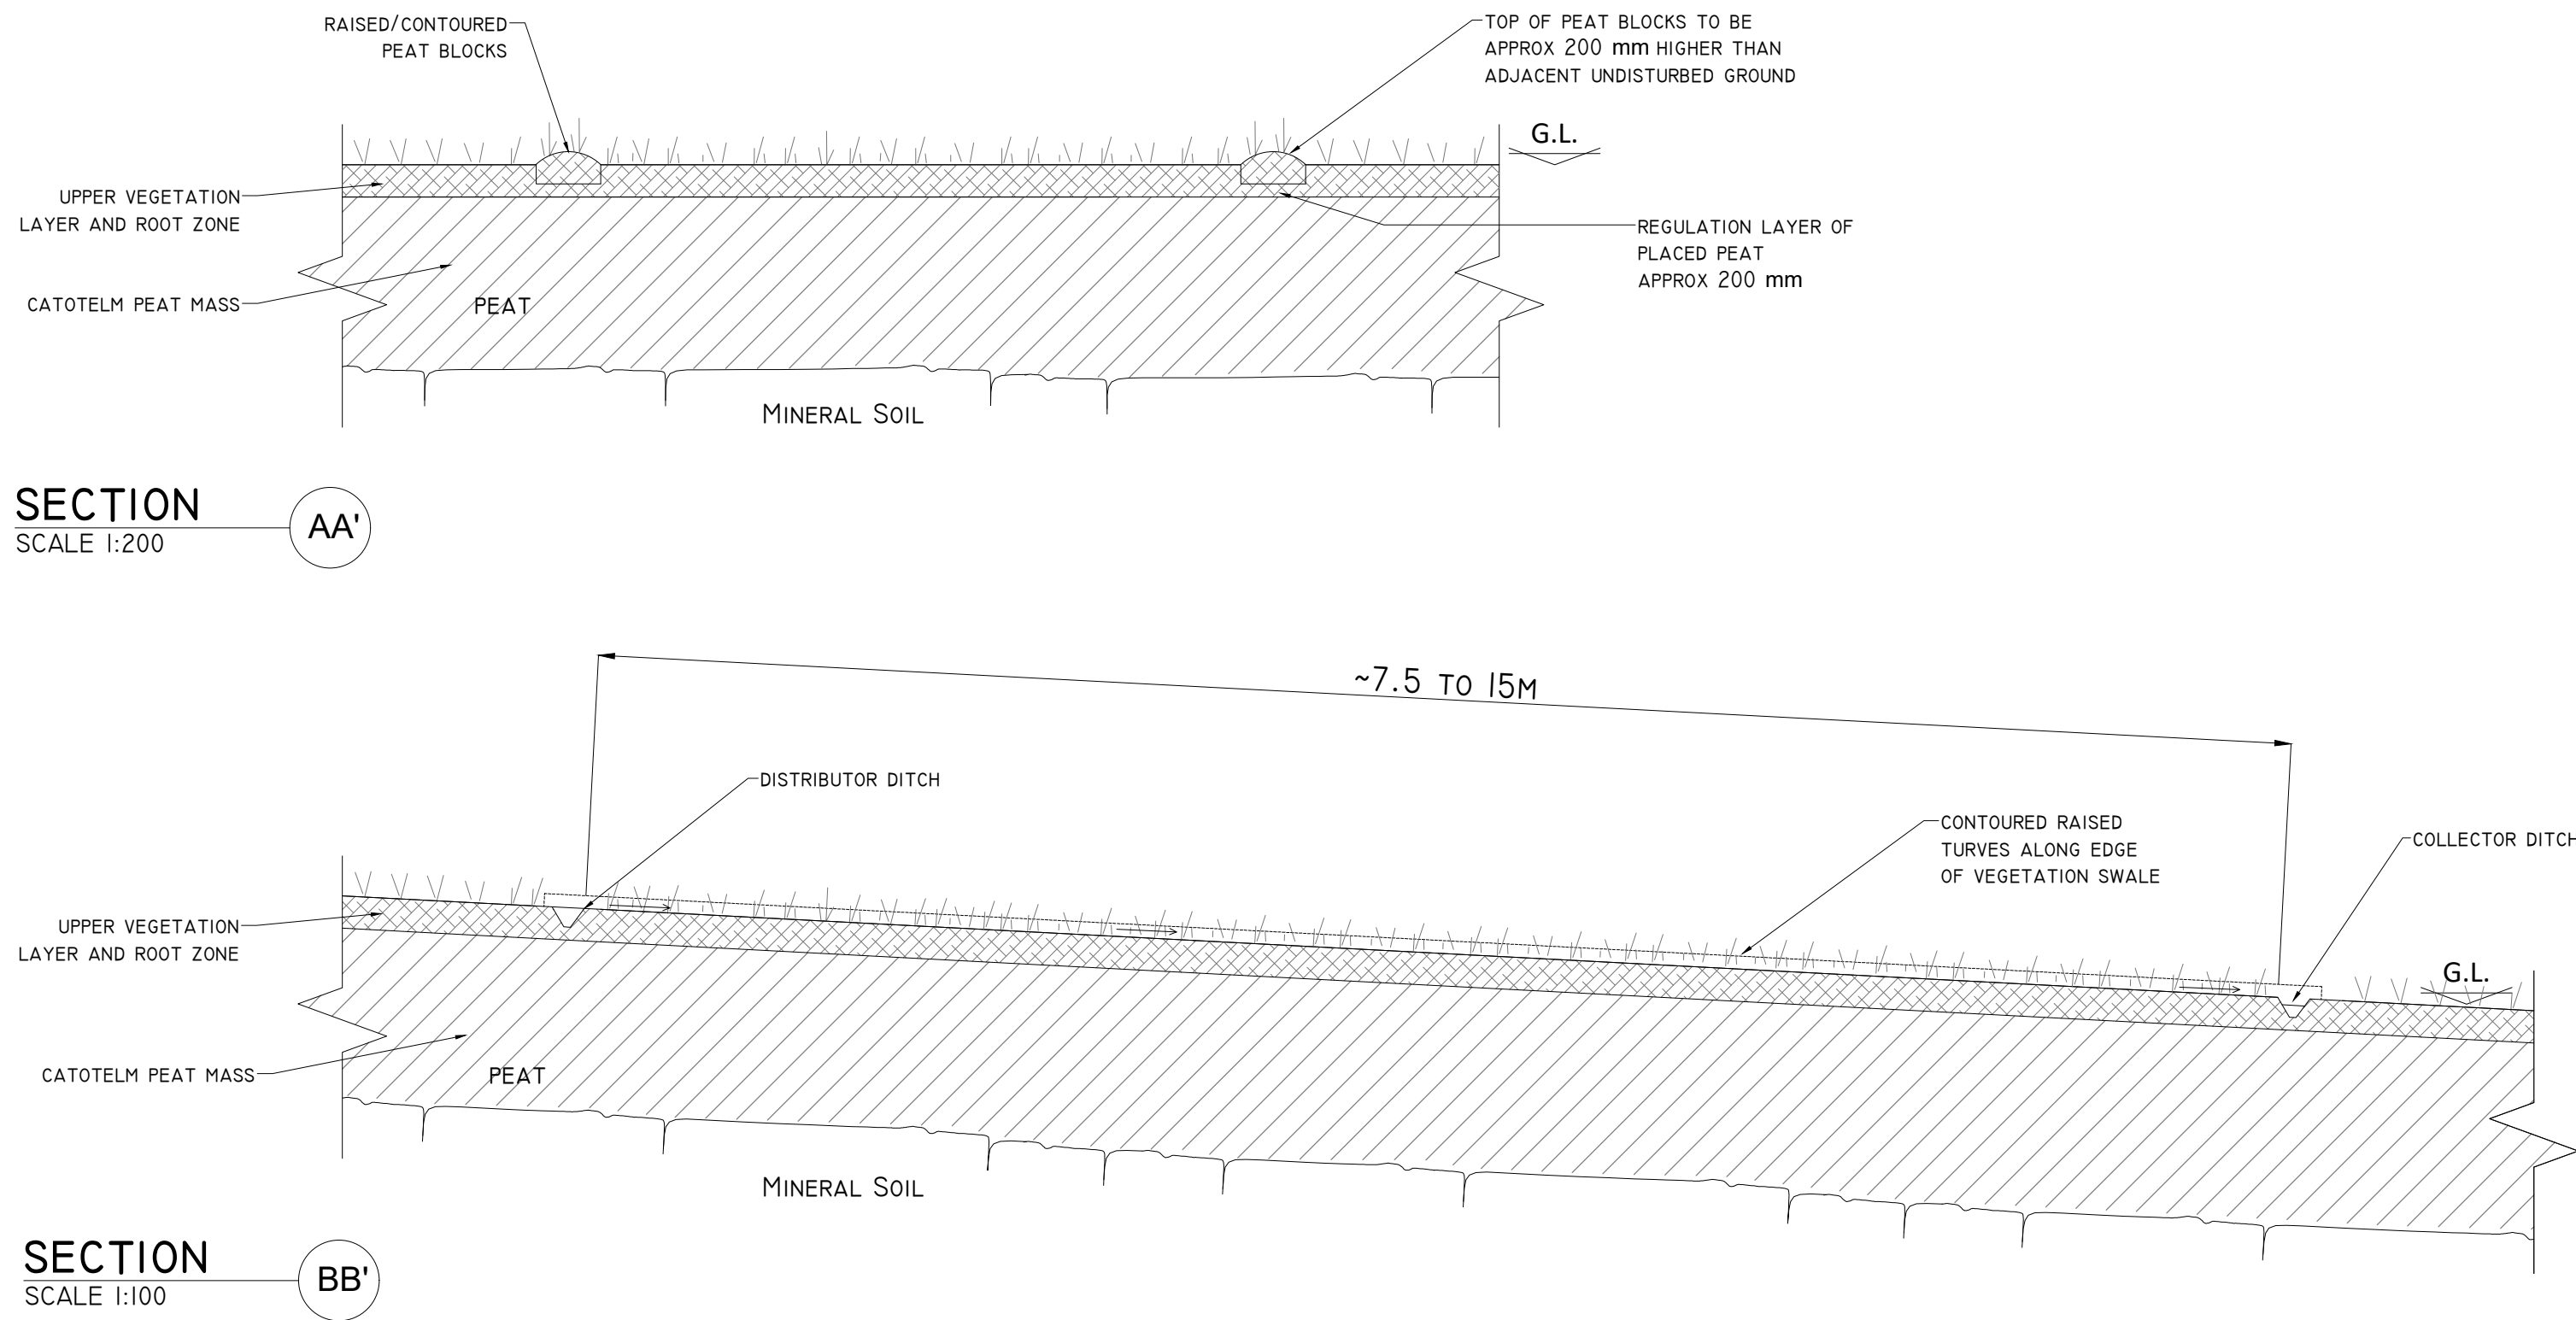 RAISED/CONTOURED
PEAT BLOCKS
TOP OF PEAT BLOCKS TO BE
APPROX 200 mm HIGHER THAN
ADJACENT UNDISTURBED GROUND
G.L.
UPPER VEGETATION
LAYER AND ROOT ZONE
REGULATION LAYER OF
PLACED PEAT
APPROX 200 mm
CATOTELM PEAT MASS
PEAT
MINERAL SOIL
SECTION
SCALE 1:200
AA'
~7.5 TO 15M
DISTRIBUTOR DITCH
CONTOURED RAISED
TURVES ALONG EDGE
OF VEGETATION SWALE
COLLECTOR DITCH
UPPER VEGETATION
LAYER AND ROOT ZONE
G.L.
CATOTELM PEAT MASS
PEAT
MINERAL SOIL
SECTION
SCALE 1:100
BB'